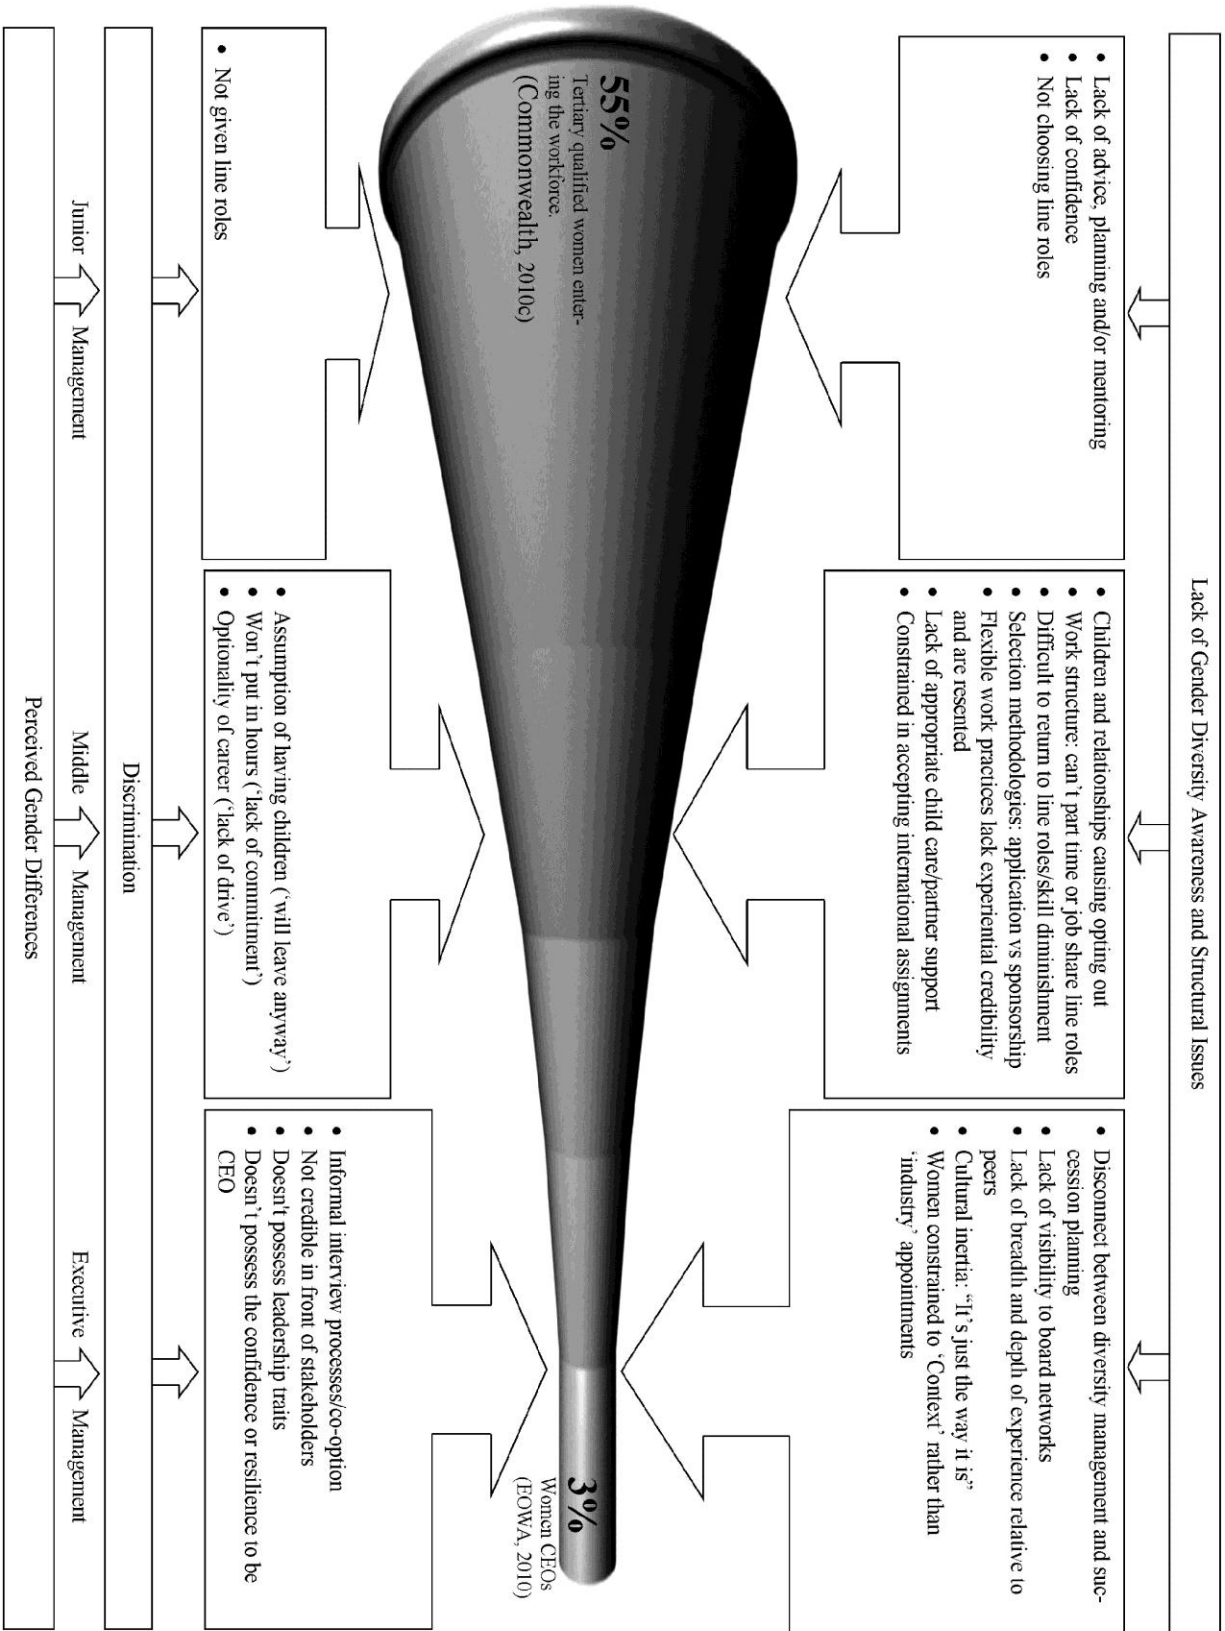 Lack of Gender Diversity Awareness and Structural Issues
• Lack of advice, planning and/or mentoring
• Lack of confidence
• Not choosing line roles
• Children and relationships causing opting out
• Work structure: can't part time or job share line roles
• Difficult to return to line roles/skill diminishment
• Selection methodologies: application vs sponsorship
• Flexible work practices lack experiential credibility
and are resented
• Lack of appropriate child care/partner support
• Constrained in accepting international assignments
• Disconnect between diversity management and suc-
cession planning
• Lack of visibility to board networks
• Lack of breadth and depth of experience relative to
peers
• Cultural inertia: “It's just the way it is”
• Women constrained to ‘Context’ rather than
‘industry’ appointments
55%
Tertiary qualified women enter-
ing the workforce.
(Commonwealth, 2010c)
3%
Women CEOs
(EOWA, 2010)
• Not given line roles
• Assumption of having children (‘will leave anyway’)
• Won't put in hours (‘lack of commitment’)
• Optionality of career (‘lack of drive’)
• Informal interview processes/co-option
• Not credible in front of stakeholders
• Doesn't possess leadership traits
• Doesn't possess the confidence or resilience to be
CEO
Discrimination
Junior Management
Middle Management
Executive Management
Perceived Gender Differences